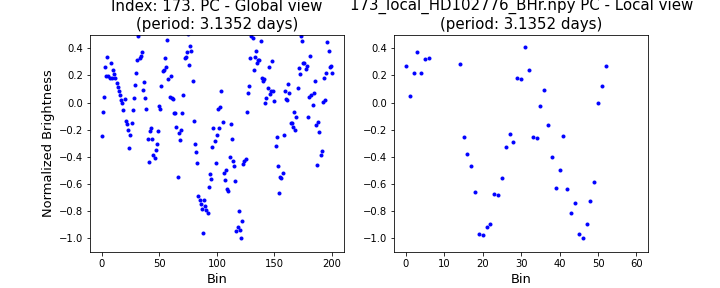 Index: 173. PC - Global view
(period: 3.1352 days)
173_local_HD102776_BHr.npy PC - Local view
(period: 3.1352 days)
Normalized Brightness
0.4
0.2
0.0
−0.2
−0.4
−0.6
−0.8
−1.0
0 50 100 150 200
Bin
0.4
0.2
0.0
−0.2
−0.4
−0.6
−0.8
−1.0
0 10 20 30 40 50 60
Bin